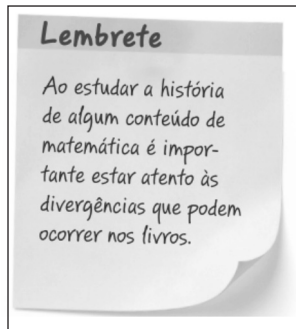 Lembrete
Ao estudar a história
de algum conteúdo de
matemática é impor-
tante estar atento às
divergências que podem
ocorrer nos livros.